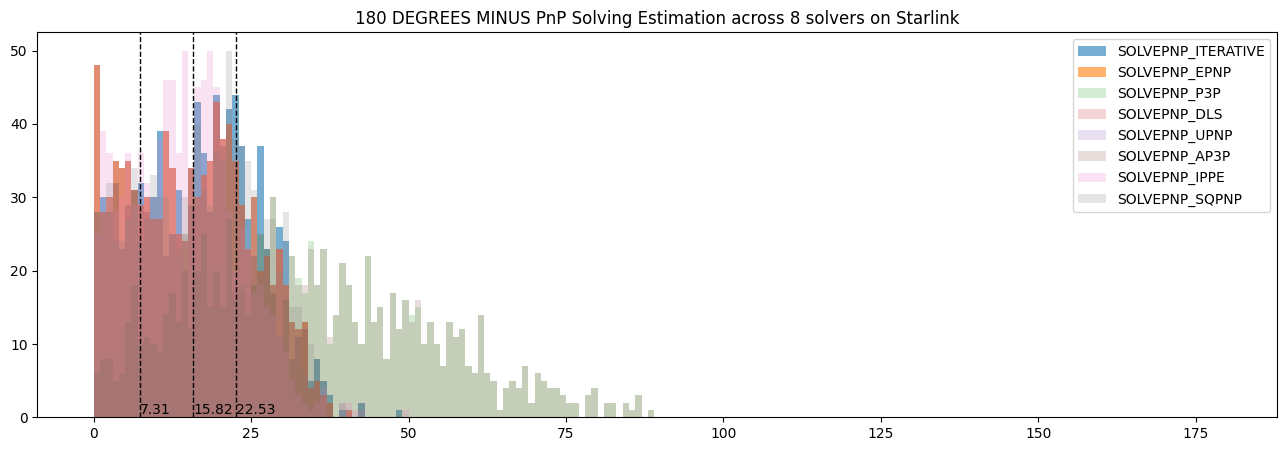 180 DEGREES MINUS PnP Solving Estimation across 8 solvers on Starlink
50
40
30
20
10
0
SOLVEPNP_ITERATIVE
SOLVEPNP_EPNP
SOLVEPNP_P3P
SOLVEPNP_DLS
SOLVEPNP_UPNP
SOLVEPNP_AP3P
SOLVEPNP_IPPE
SOLVEPNP_SQPNP
7.31 15.82 22.53
0 25 50 75 100 125 150 175